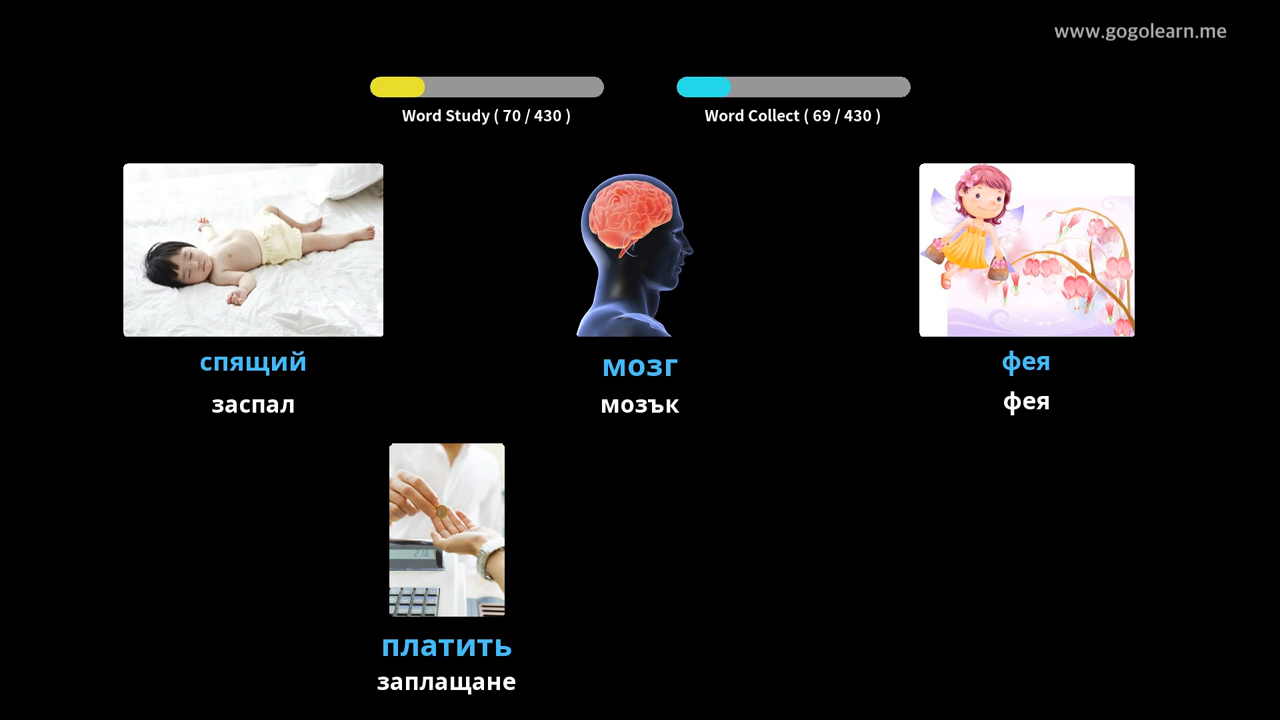 www.gogolearn.me
Word Study ( 70 / 430 )
Word Collect ( 69 / 430 )
спящий
заспал
мозг
мозък
фея
фея
платить
заплащане